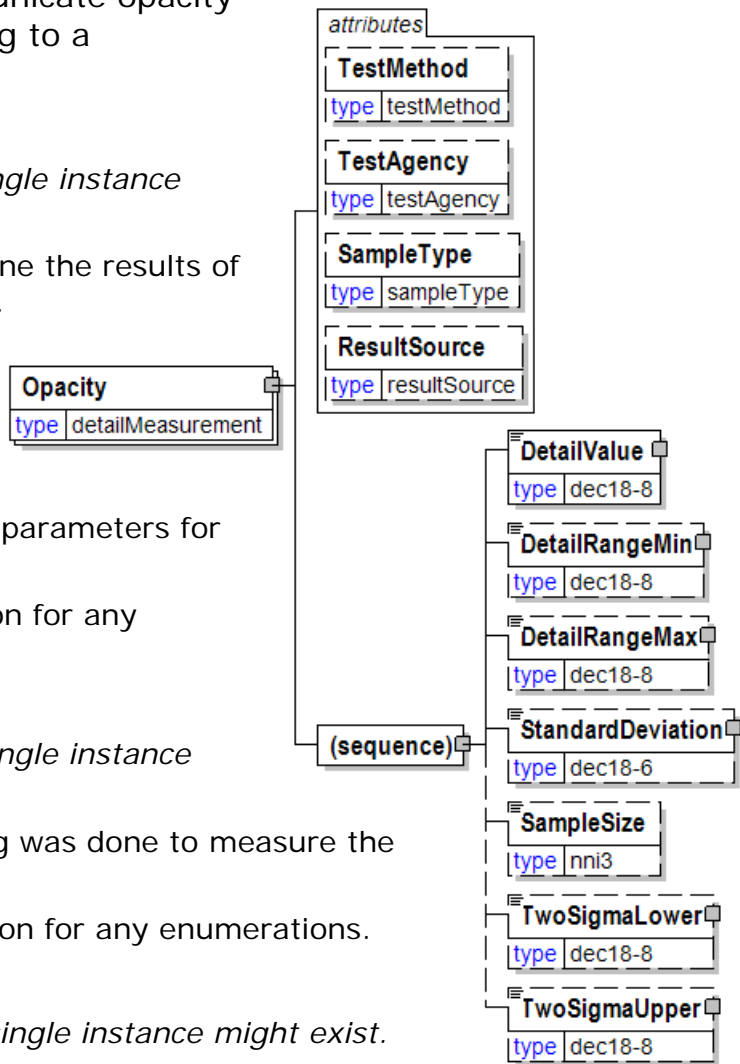 unicate opacity
g to a
ngle instance
ne the results of
.
parameters for
on for any
ngle instance
g was done to measure the
on for any enumerations.
single instance might exist.
Opacity
type detailMeasurement
attributes
TestMethod
type testMethod
TestAgency
type testAgency
SampleType
type sampleType
ResultSource
type resultSource
(sequence)
DetailValue
type dec18-8
DetailRangeMin
type dec18-8
DetailRangeMax
type dec18-8
StandardDeviation
type dec18-6
SampleSize
type nni3
TwoSigmaLower
type dec18-8
TwoSigmaUpper
type dec18-8